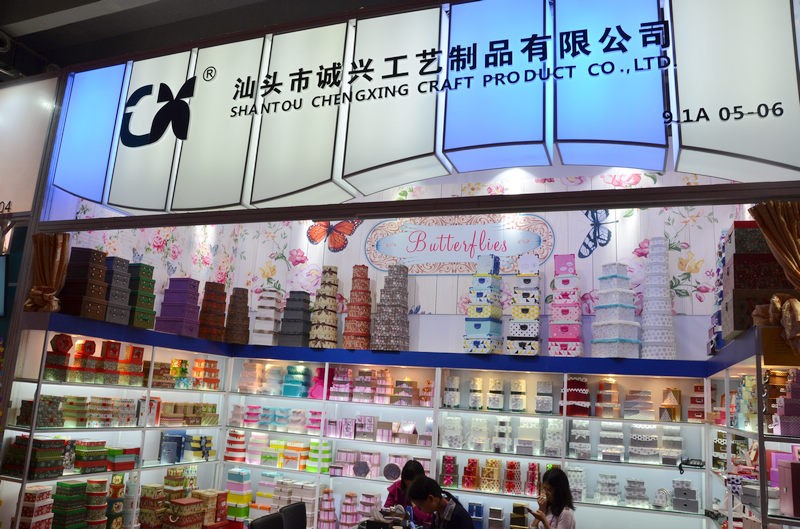 CX ®
汕头市诚兴工艺制品有限公司
SHANTOU CHENGXING CRAFT PRODUCT CO.,LTD.
9.1A 05-06
04
Butterflies